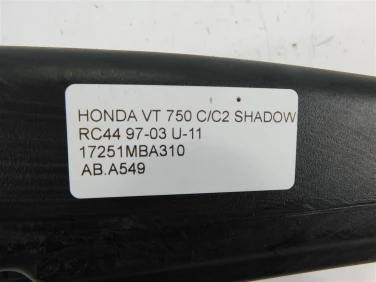 HONDA VT 750 C/C2 SHADOW
RC44 97-03 U-11
17251MBA310
AB.A549